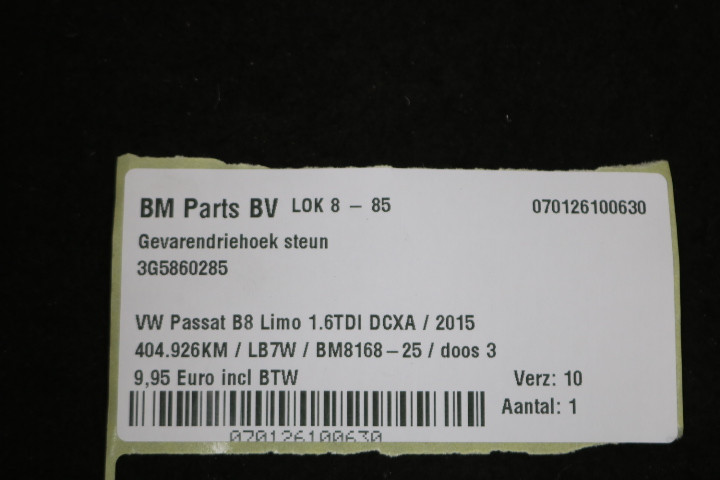 BM Parts BV LOK 8 - 85 070126100630
Gevarendriehoek steun
3G5860285
VW Passat B8 Limo 1.6TDI DCXA / 2015
404.926KM / LB7W / BM8168-25 / doos 3
9,95 Euro incl BTW Verz: 10
Aantal: 1
070126100630